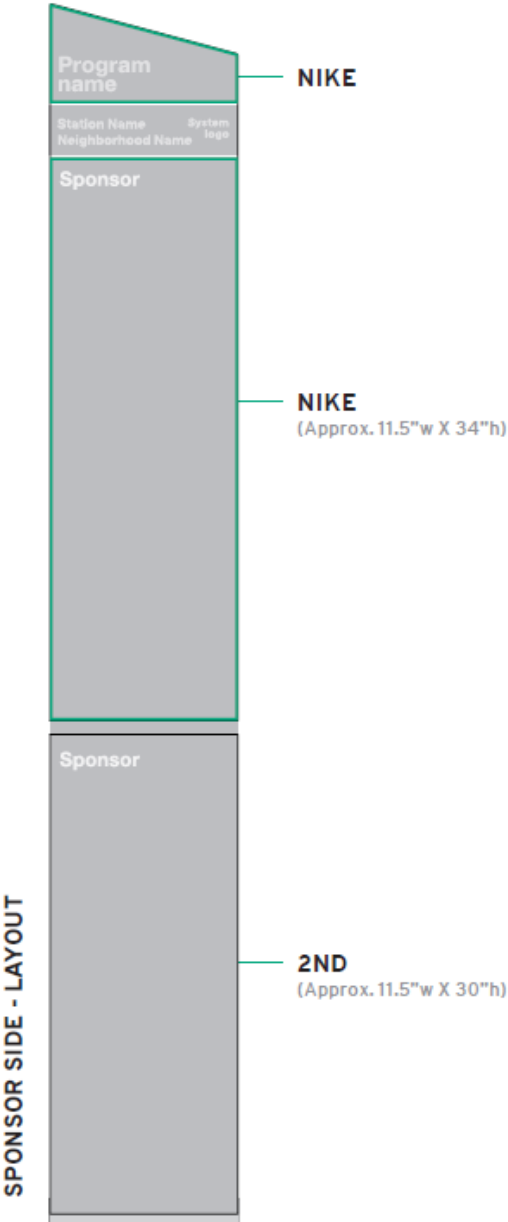 Program
name
NIKE
Station Name
Neighborhood Name
System
logo
Sponsor
NIKE
(Approx. 11.5"w X 34"h)
Sponsor
2ND
(Approx. 11.5"w X 30"h)
SPONSOR SIDE - LAYOUT